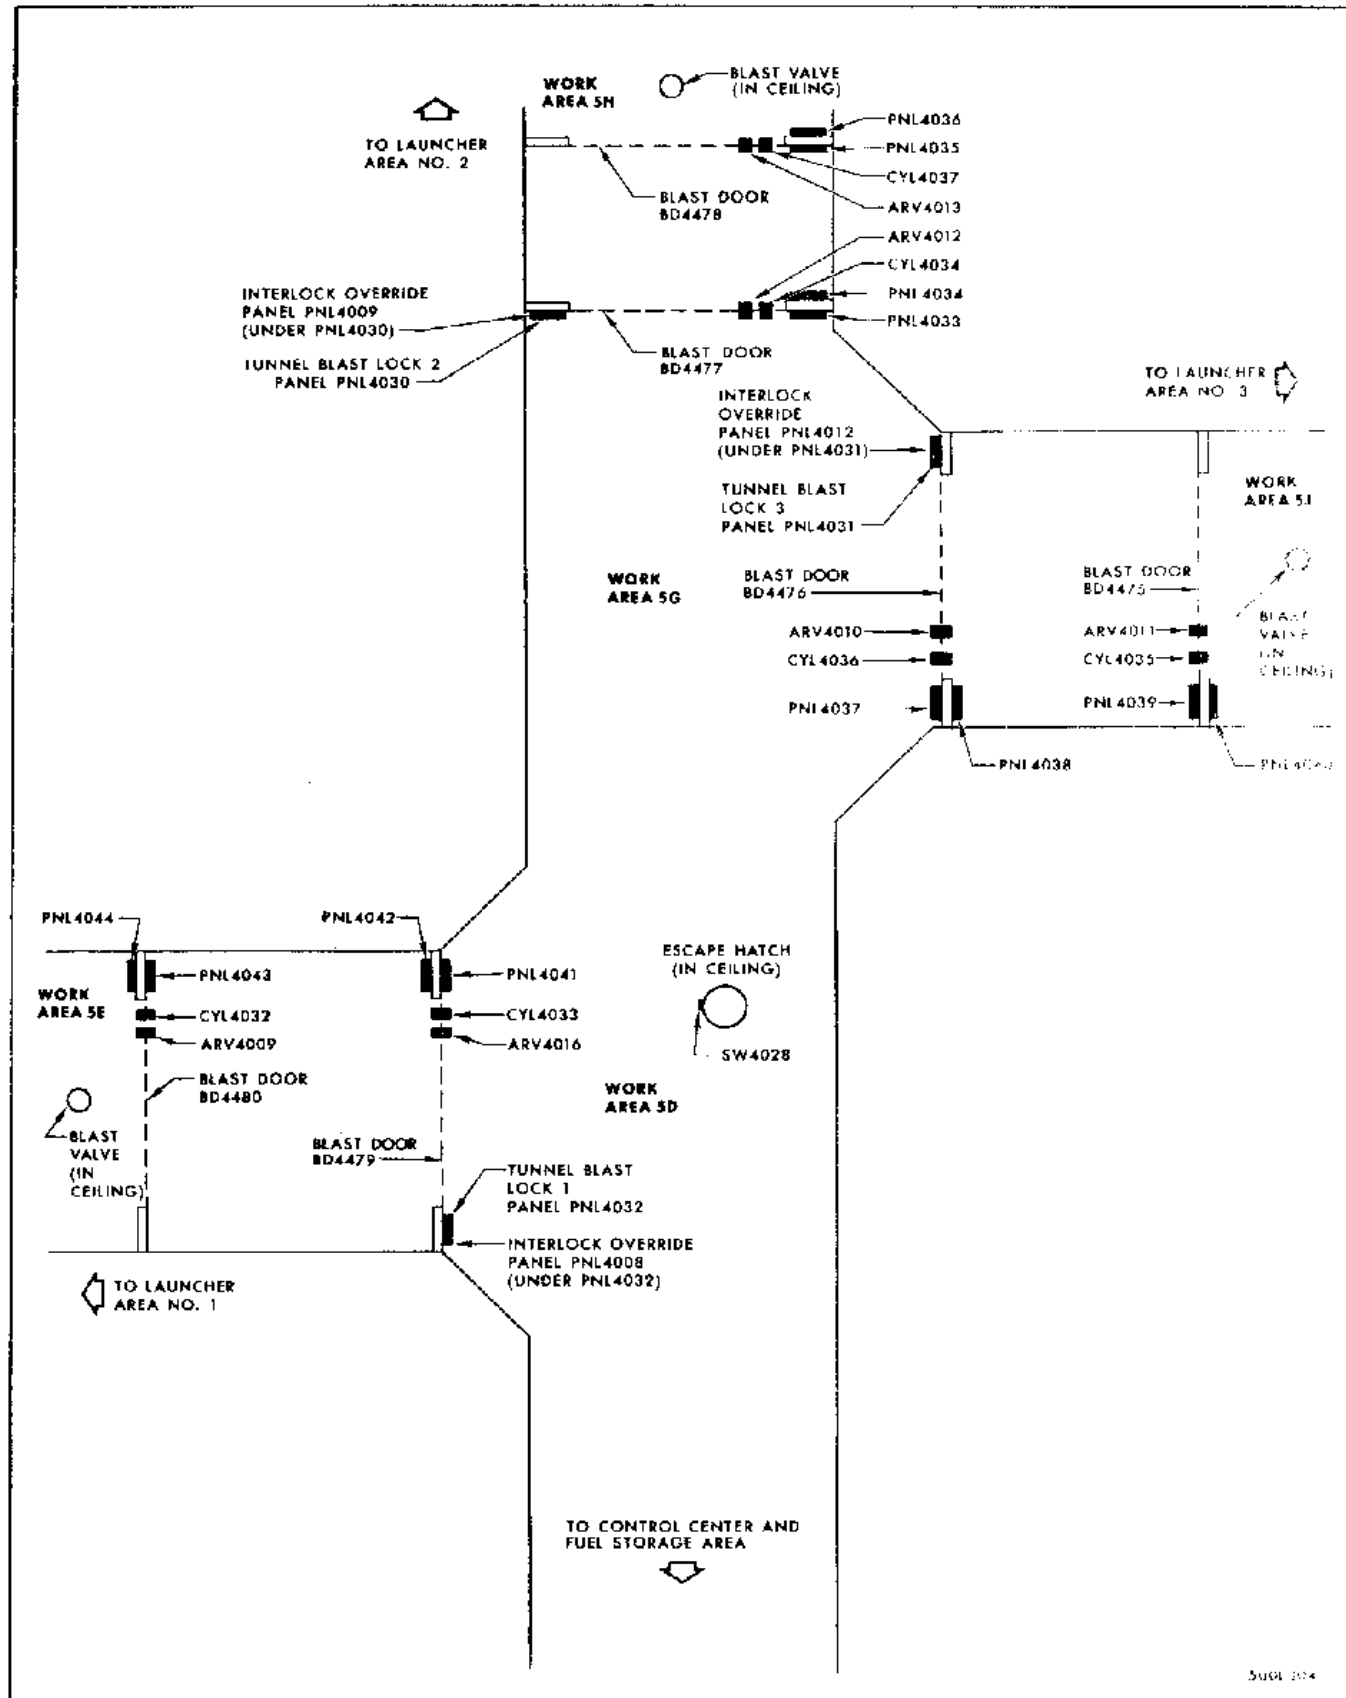 WORK
AREA 5H
BLAST VALVE
(IN CEILING)
TO LAUNCHER
AREA NO. 2
PNL4036
PNL4035
CYL4037
ARV4013
BLAST DOOR
BD4478
ARV4012
CYL4034
PNL4034
PNL4033
INTERLOCK OVERRIDE
PANEL PNL4009
(UNDER PNL4030)
TUNNEL BLAST LOCK 2
PANEL PNL4030
BLAST DOOR
BD4477
TO LAUNCHER
AREA NO. 3
INTERLOCK
OVERRIDE
PANEL PNL4012
(UNDER PNL4031)
TUNNEL BLAST
LOCK 3
PANEL PNL4031
WORK
AREA 5J
WORK
AREA 5G
BLAST DOOR
BD4476
BLAST DOOR
BD4475
ARV4010
CYL4036
PNL4037
PNL4038
ARV4011
CYL4035
PNL4039
BLAST
VALVE
(IN
CEILING)
PNL4044
PNL4042
PNL4043
CYL4032
ARV4009
PNL4041
CYL4033
ARV4016
WORK
AREA 5E
ESCAPE HATCH
(IN CEILING)
SW4028
BLAST DOOR
BD4480
WORK
AREA 5D
BLAST
VALVE
(IN
CEILING)
BLAST DOOR
BD4479
TUNNEL BLAST
LOCK 1
PANEL PNL4032
INTERLOCK OVERRIDE
PANEL PNL4008
(UNDER PNL4032)
TO LAUNCHER
AREA NO. 1
TO CONTROL CENTER AND
FUEL STORAGE AREA